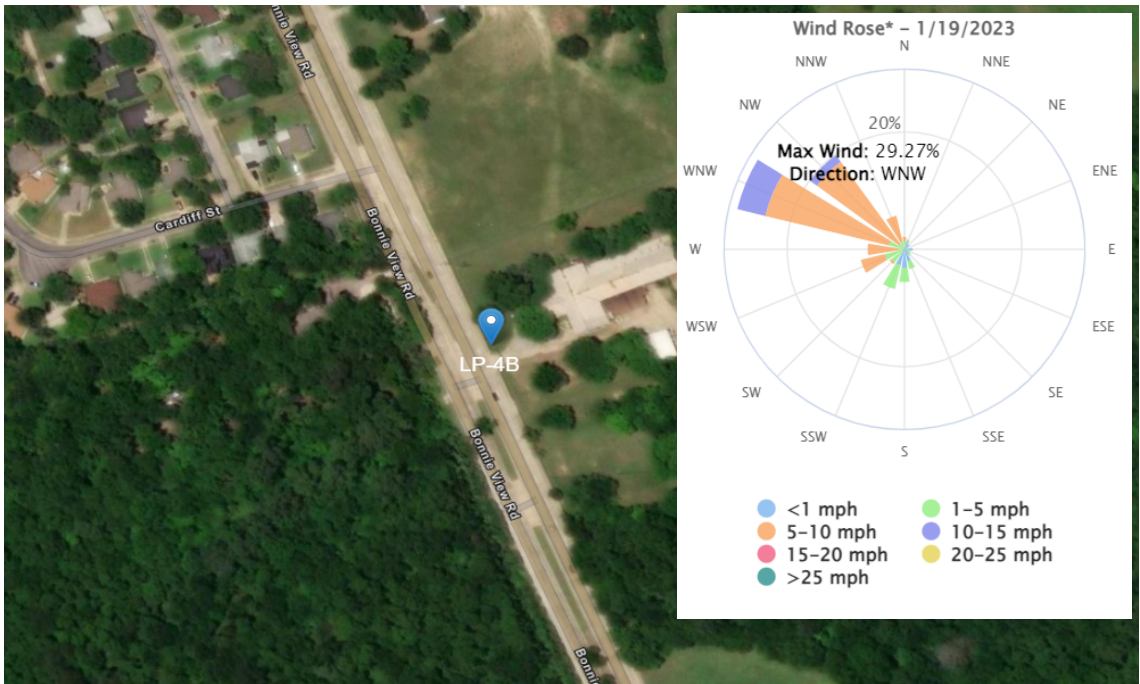 nnie View Rd
Cardiff St
Bonnie View Rd
LP-4B
Bonnie View Rd
Bonnie
Wind Rose* – 1/19/2023
N
NNW
NNE
NW
NE
20%
Max Wind: 29.27%
Direction: WNW
WNW
ENE
W
E
WSW
ESE
SW
SE
SSW
SSE
S
<1 mph
1–5 mph
5–10 mph
10–15 mph
15–20 mph
20–25 mph
>25 mph